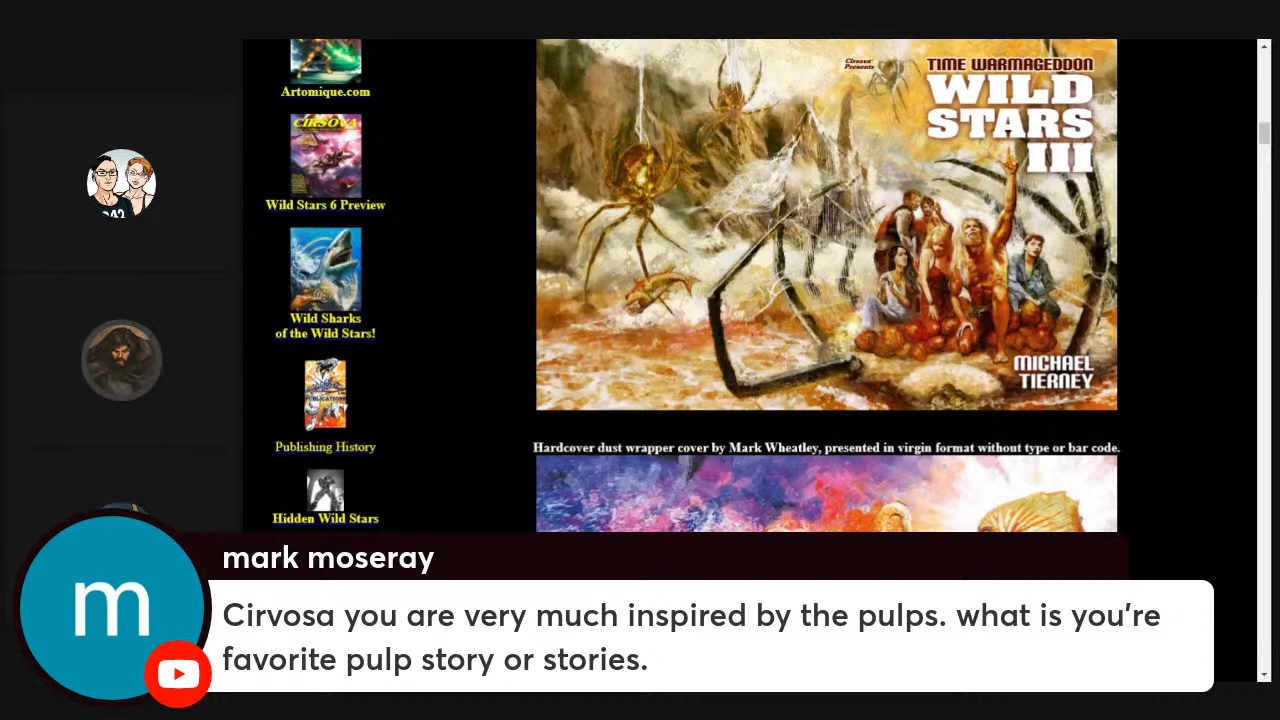 Artomique.com
CIRSOVA
Wild Stars 6 Preview
Wild Sharks
of the Wild Stars!
PUBLICATIONS
Publishing History
Hidden Wild Stars
Cirsova
Presents
TIME WARMAGEDDON
WILD
STARS
III
MICHAEL
TIERNEY
Hardcover dust wrapper cover by Mark Wheatley, presented in virgin format without type or bar code.
m
mark moseray
Cirvosa you are very much inspired by the pulps. what is you're
favorite pulp story or stories.